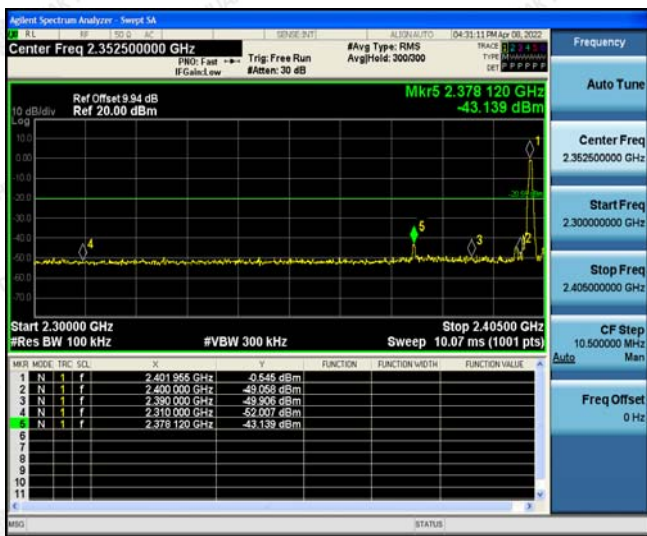 Agilent Spectrum Analyzer - Swept SA
RL RF 50 Ω AC SENSE:INT ALIGN AUTO 04:31:11 PM Apr 08, 2022
Center Freq 2.352500000 GHz
PNO: Fast
IFGain:Low
Trig: Free Run
#Atten: 30 dB
#Avg Type: RMS
Avg|Hold: 300/300
TRACE 1 2 3 4 5 6
TYPE
DET P P P P P P
Ref Offset 9.94 dB
Ref 20.00 dBm
10 dB/div
Log
Mkr5 2.378 120 GHz
-43.139 dBm
10.0
0.00
-10.0
-20.0
-30.0
-40.0
-50.0
-60.0
-70.0
1
5
3
2
4
Start 2.30000 GHz
Stop 2.40500 GHz
#Res BW 100 kHz #VBW 300 kHz Sweep 10.07 ms (1001 pts)
MKR MODE TRC SCL X Y FUNCTION FUNCTION WIDTH FUNCTION VALUE
1 N 1 f 2.401 955 GHz -0.545 dBm
2 N 1 f 2.400 000 GHz -49.058 dBm
3 N 1 f 2.390 000 GHz -49.906 dBm
4 N 1 f 2.310 000 GHz -52.007 dBm
5 N 1 f 2.378 120 GHz -43.139 dBm
6
7
8
9
10
11
MSG STATUS
Frequency
Auto Tune
Center Freq
2.352500000 GHz
Start Freq
2.300000000 GHz
Stop Freq
2.405000000 GHz
CF Step
10.500000 MHz
Auto Man
Freq Offset
0 Hz